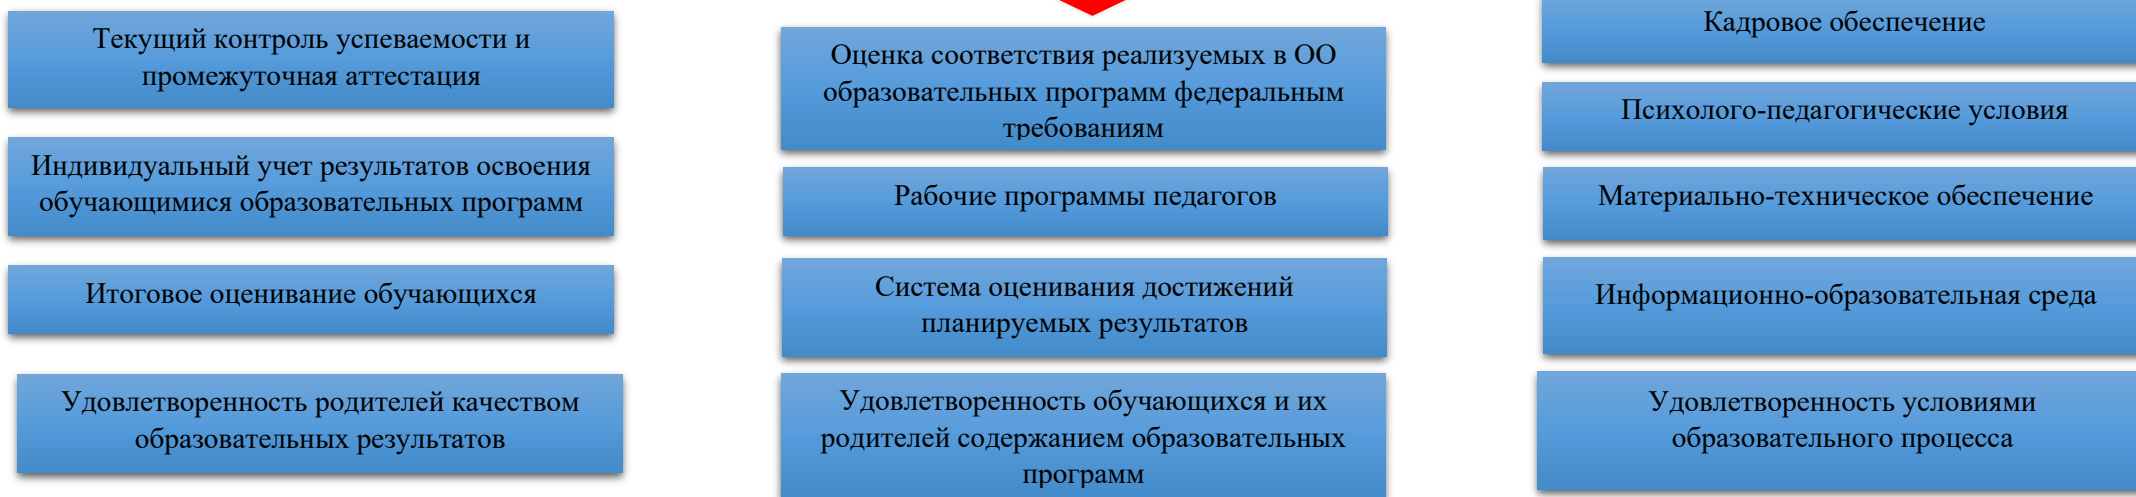 Текущий контроль успеваемости и
промежуточная аттестация
Индивидуальный учет результатов освоения
обучающимися образовательных программ
Итоговое оценивание обучающихся
Удовлетворенность родителей качеством
образовательных результатов
Оценка соответствия реализуемых в ОО
образовательных программ федеральным
требованиям
Рабочие программы педагогов
Система оценивания достижений
планируемых результатов
Удовлетворенность обучающихся и их
родителей содержанием образовательных
программ
Кадровое обеспечение
Психолого-педагогические условия
Материально-техническое обеспечение
Информационно-образовательная среда
Удовлетворенность условиями
образовательного процесса